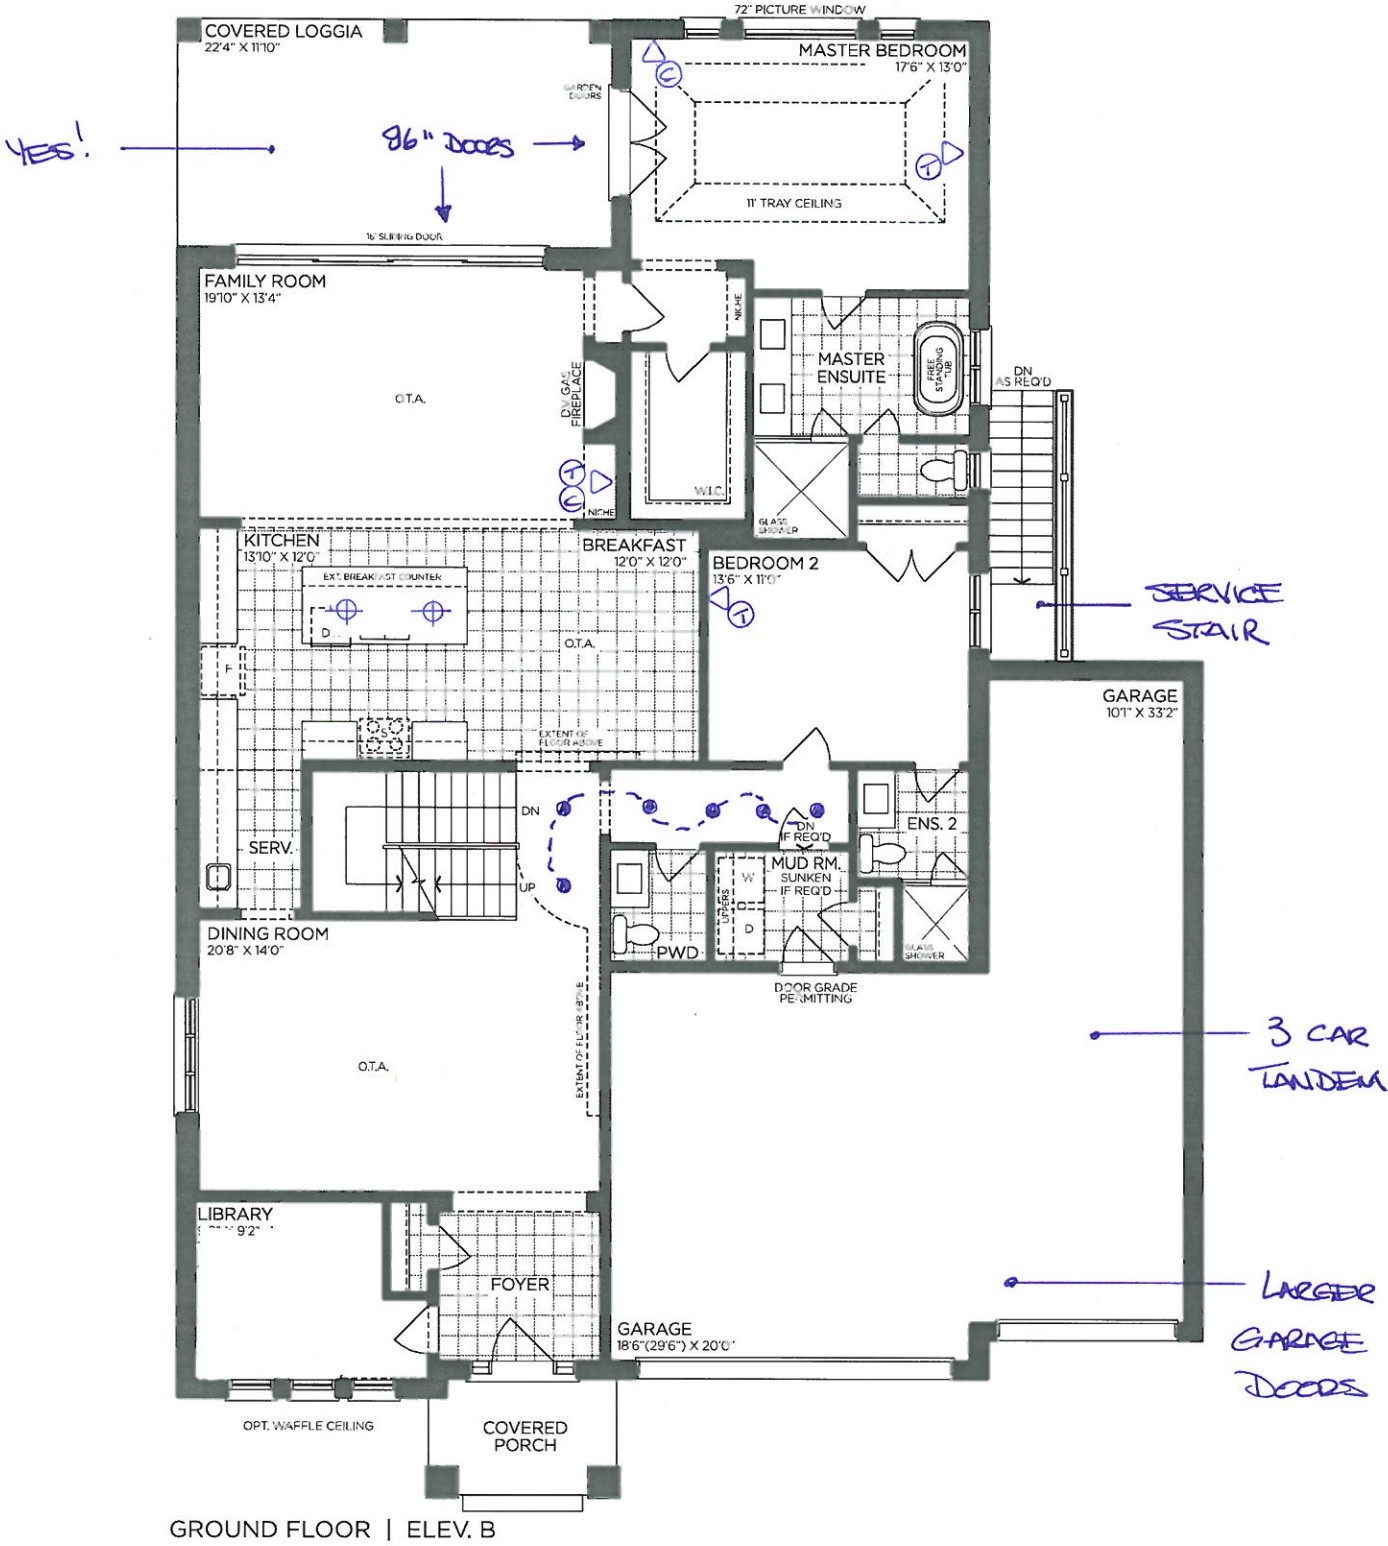 72" PICTURE WINDOW
COVERED LOGGIA
22'4" X 11'10"
MASTER BEDROOM
17'6" X 13'0"
C
GARDEN
DOORS
YES!
96" DOORS
T
11' TRAY CEILING
16' SLIDING DOOR
FAMILY ROOM
19'10" X 13'4"
NICHE
MASTER
ENSUITE
FREE
STANDING
TUB
DN
AS REQ'D
D.V. GAS
FIREPLACE
O.T.A.
T
C
NICHE
W.I.C.
GLASS
SHOWER
KITCHEN
13'10" X 12'0"
BREAKFAST
12'0" X 12'0"
BEDROOM 2
13'6" X 11'0"
T
EXT. BREAKFAST COUNTER
D
O.T.A.
F
S
EXTENT OF
FLOOR ABOVE
SERVICE
STAIR
GARAGE
10'1" X 33'2"
DN
UP
DN
IF REQ'D
ENS. 2
SERV.
MUD RM.
SUNKEN
IF REQ'D
W
D
UPPERS
PWD
GLASS
SHOWER
DINING ROOM
20'8" X 14'0"
DOOR GRADE
PERMITTING
EXTENT OF FLOOR ABOVE
O.T.A.
3 CAR
TANDEM
LIBRARY
9'2"
FOYER
LARGER
GARAGE
DOORS
GARAGE
18'6"(29'6") X 20'0"
OPT. WAFFLE CEILING
COVERED
PORCH
GROUND FLOOR | ELEV. B